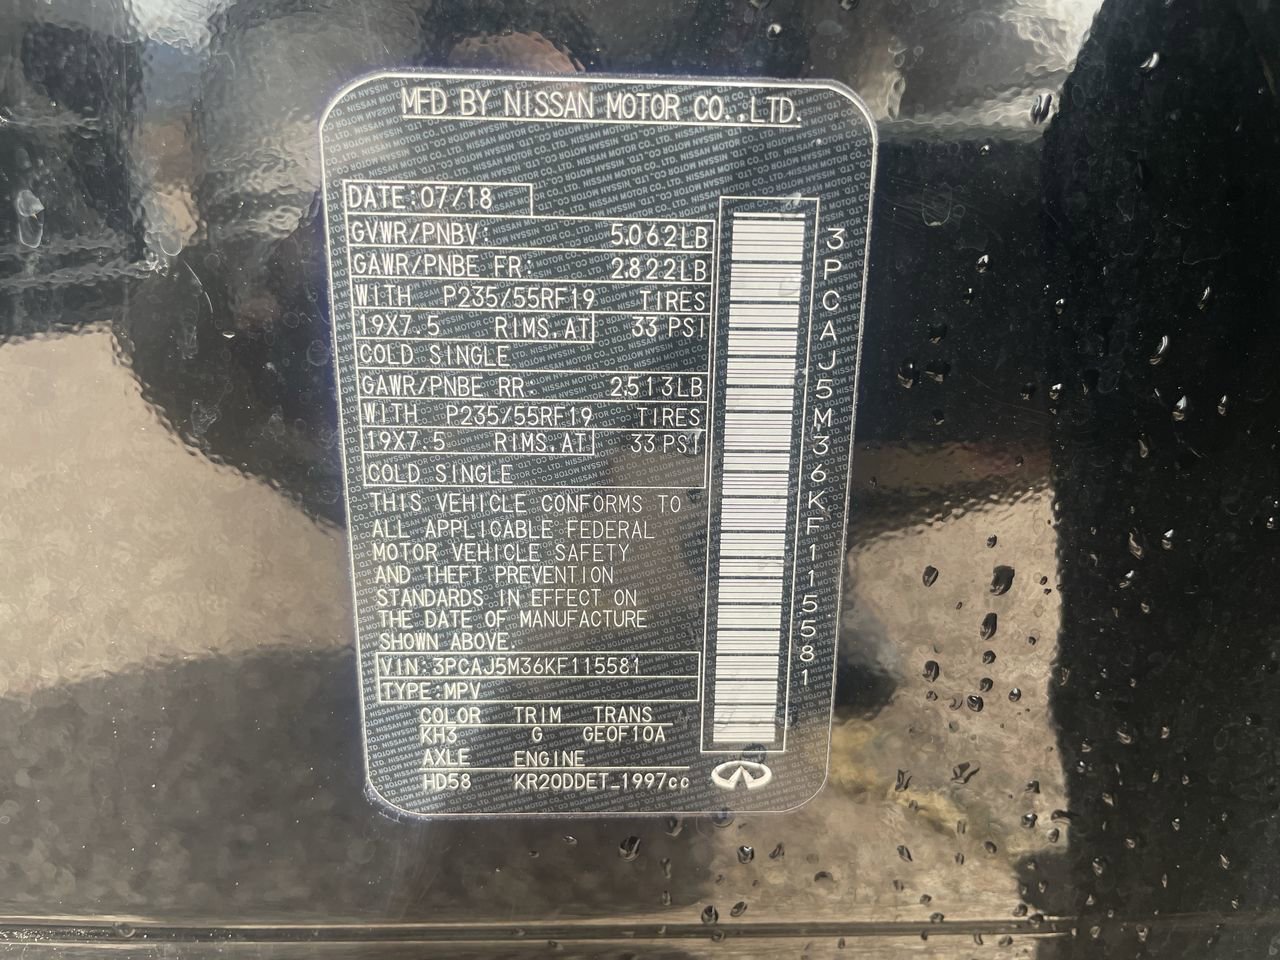 MFD BY NISSAN MOTOR CO.,LTD.
DATE:07/18
GVWR/PNBV: 5,062LB
GAWR/PNBE FR: 2,822LB
WITH P235/55RF19 TIRES
19X7.5 RIMS,AT 33 PSI
COLD SINGLE
GAWR/PNBE RR: 2,513LB
WITH P235/55RF19 TIRES
19X7.5 RIMS,AT 33 PSI
COLD SINGLE
THIS VEHICLE CONFORMS TO
ALL APPLICABLE FEDERAL
MOTOR VEHICLE SAFETY
AND THEFT PREVENTION
STANDARDS IN EFFECT ON
THE DATE OF MANUFACTURE
SHOWN ABOVE.
VIN:3PCAJ5M36KF115581
TYPE:MPV
COLOR TRIM TRANS
KH3 G GE0F10A
AXLE ENGINE
HD58 KR20DDET_1997cc
3PCAJ5M36KF115581